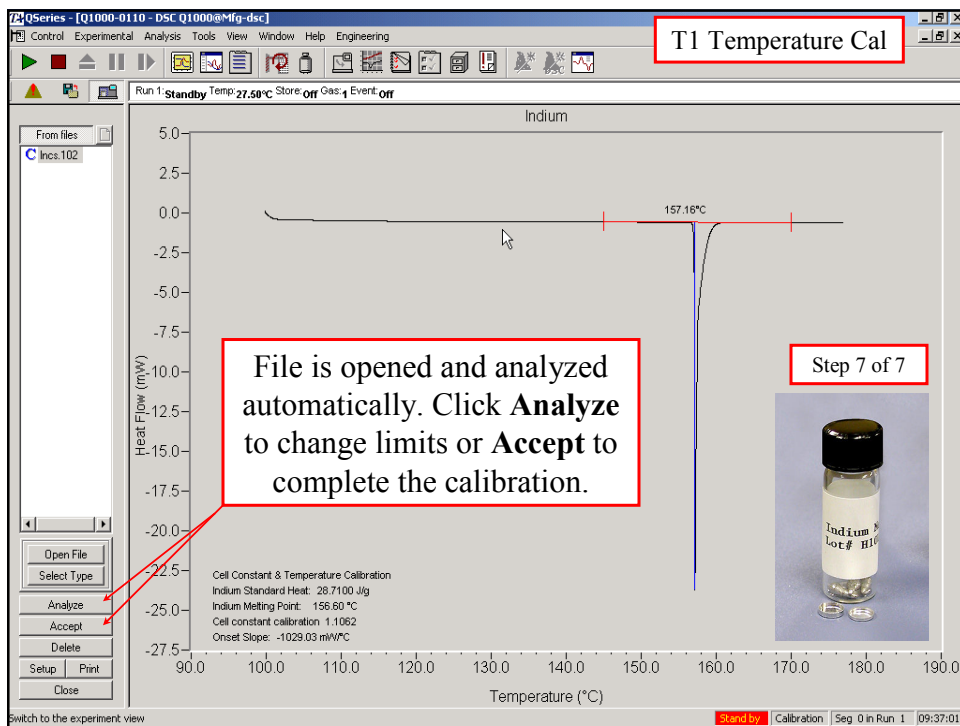 QSeries - [Q1000-0110 - DSC Q1000@Mfg-dsc]
Control Experimental Analysis Tools View Window Help Engineering
T1 Temperature Cal
Run 1:Standby Temp:27.50°C Store:Off Gas:1 Event:Off
From files
C Incs.102
Indium
5.0
2.5
0.0
-2.5
-5.0
-7.5
-10.0
-12.5
-15.0
-17.5
-20.0
-22.5
-25.0
-27.5
Heat Flow (mW)
157.16°C
File is opened and analyzed
automatically. Click Analyze
to change limits or Accept to
complete the calibration.
Step 7 of 7
Indium
Lot#
Open File
Select Type
Analyze
Accept
Delete
Setup Print
Close
Cell Constant & Temperature Calibration
Indium Standard Heat: 28.7100 J/g
Indium Melting Point: 156.60 °C
Cell constant calibration 1.1062
Onset Slope: -1029.03 mW/°C
90.0 100.0 110.0 120.0 130.0 140.0 150.0 160.0 170.0 180.0 190.0
Temperature (°C)
Switch to the experiment view
Stand by Calibration Seg 0 in Run 1 09:37:01